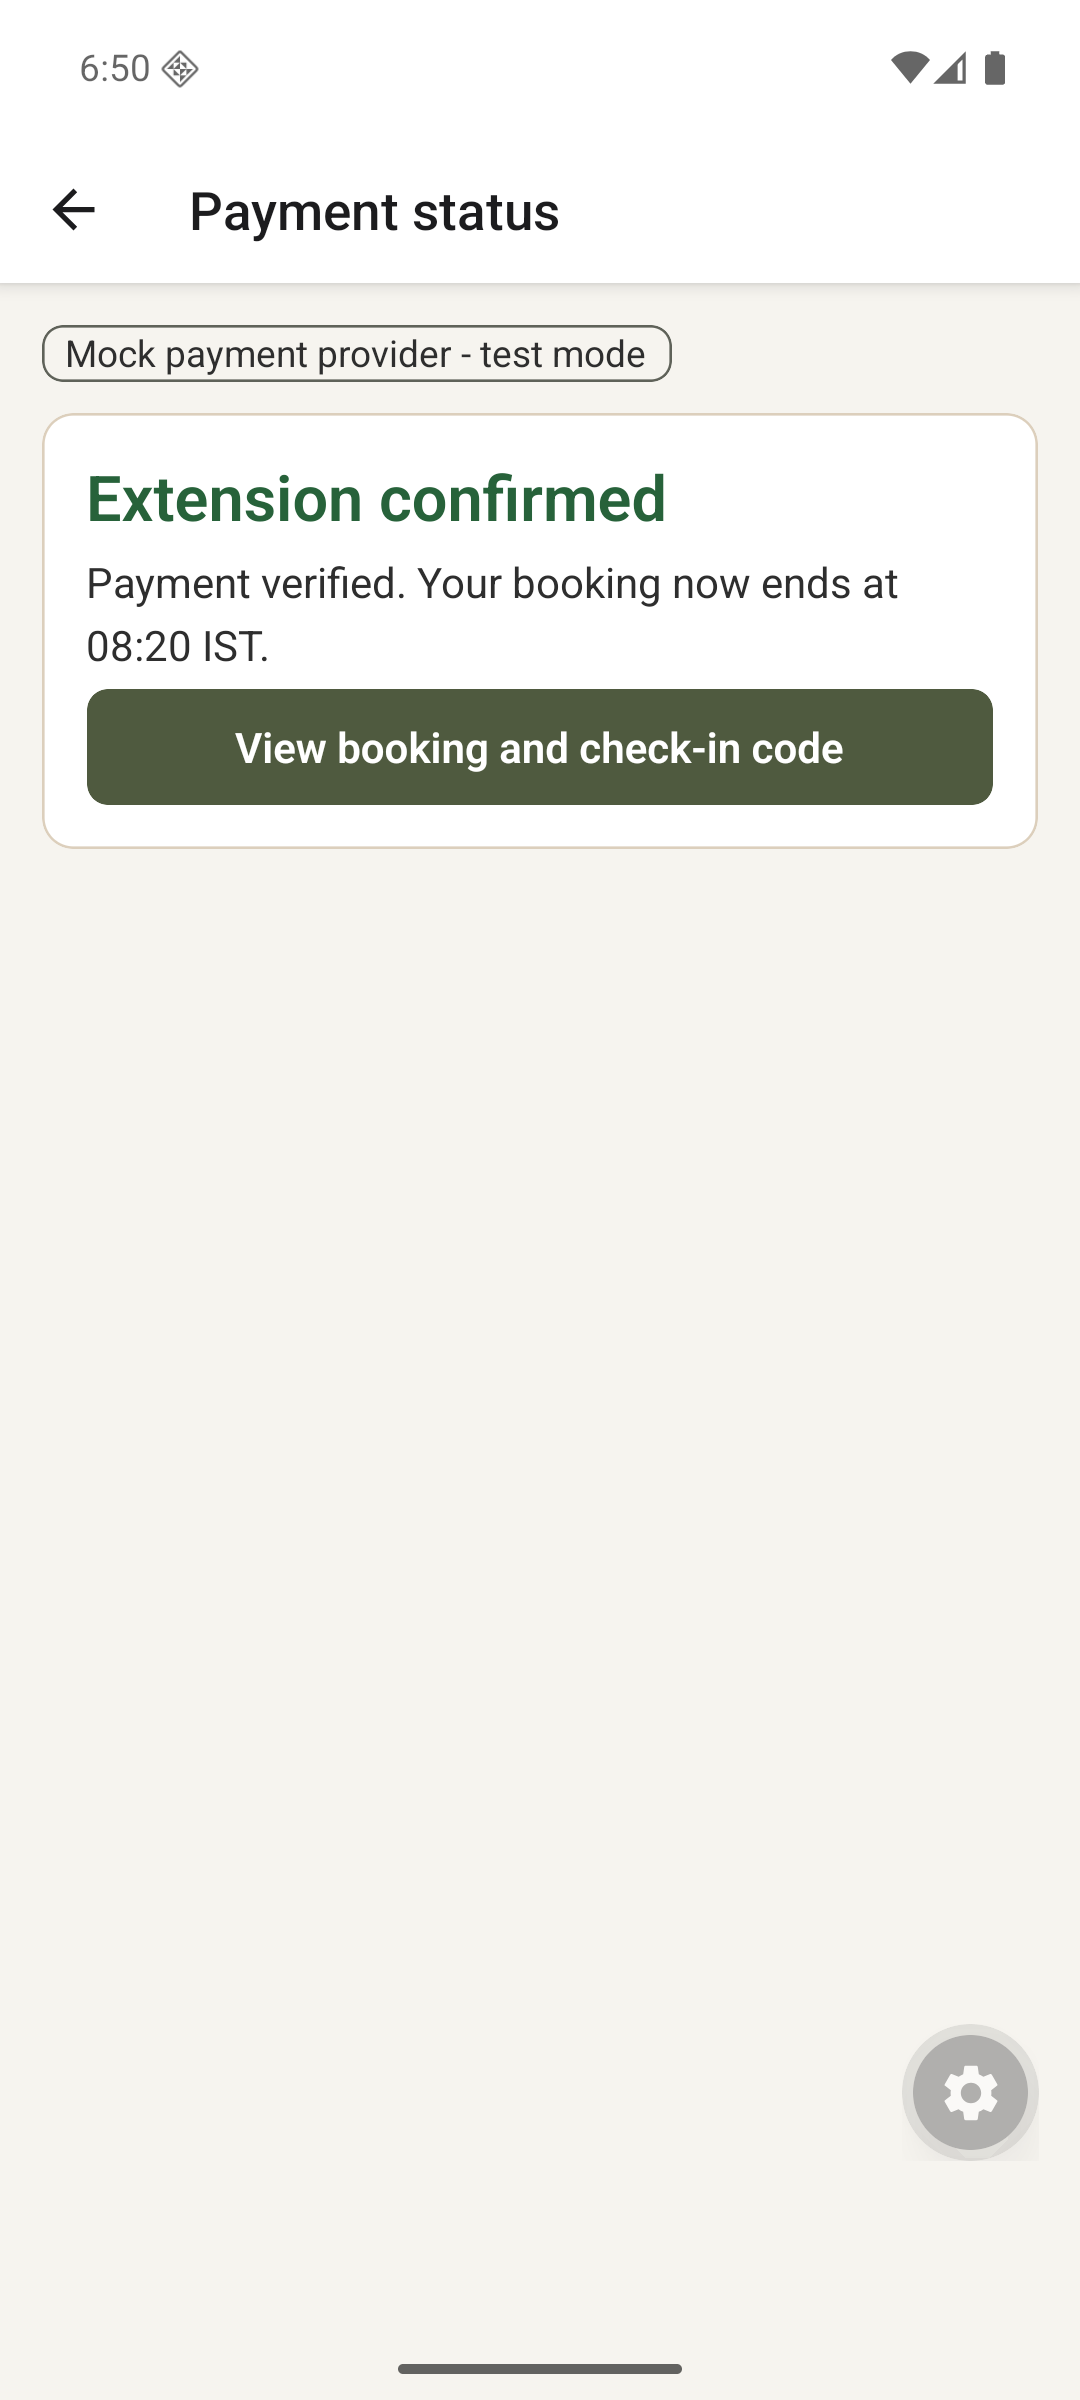 6:50
Payment status
Mock payment provider - test mode
Extension confirmed
Payment verified. Your booking now ends at
08:20 IST.
View booking and check-in code